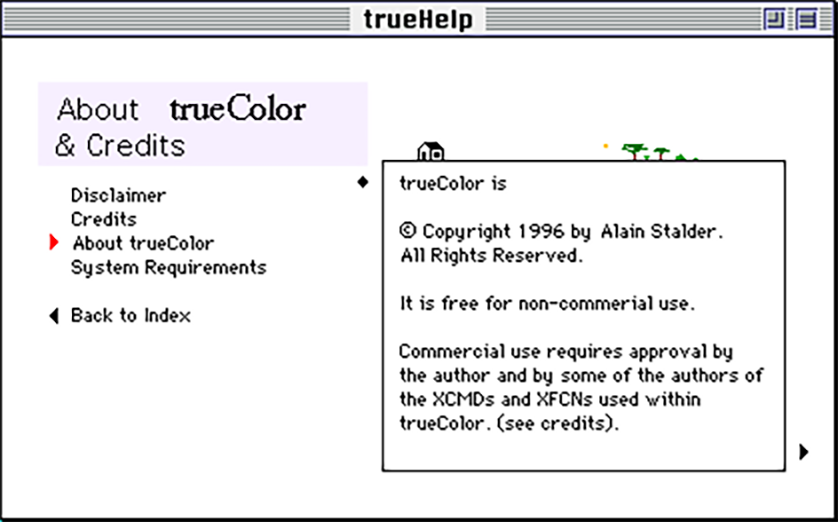 trueHelp
About trueColor
& Credits
Disclaimer
Credits
About trueColor
System Requirements
Back to Index
trueColor is
© Copyright 1996 by Alain Stalder.
All Rights Reserved.
It is free for non-commerial use.
Commercial use requires approval by
the author and by some of the authors of
the XCMDs and XFCNs used within
trueColor. (see credits).